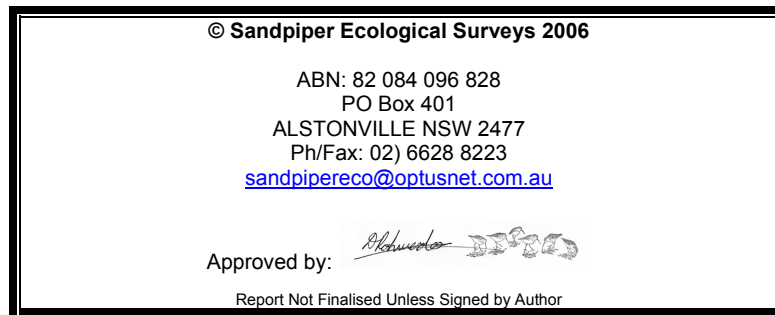 © Sandpiper Ecological Surveys 2006
ABN: 82 084 096 828
PO Box 401
ALSTONVILLE NSW 2477
Ph/Fax: 02) 6628 8223
sandpipereco@optusnet.com.au
Approved by:
Report Not Finalised Unless Signed by Author